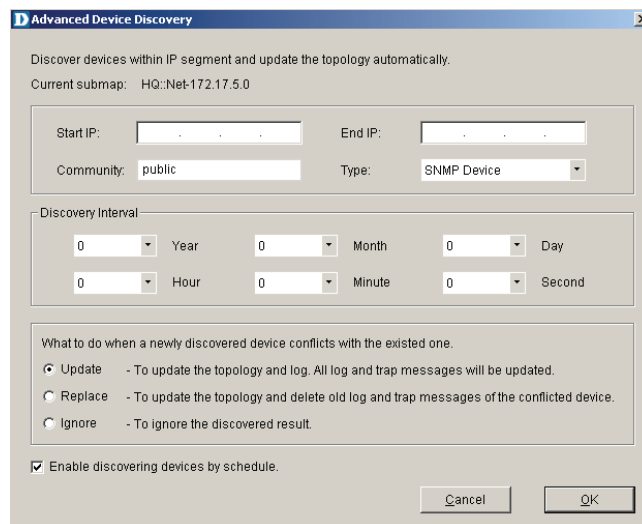 D Advanced Device Discovery
Discover devices within IP segment and update the topology automatically.
Current submap: HQ::Net-172.17.5.0
Start IP: . . . End IP: . . .
Community: public Type: SNMP Device
Discovery Interval
0 Year 0 Month 0 Day
0 Hour 0 Minute 0 Second
What to do when a newly discovered device conflicts with the existed one.
Update - To update the topology and log. All log and trap messages will be updated.
Replace - To update the topology and delete old log and trap messages of the conflicted device.
Ignore - To ignore the discovered result.
Enable discovering devices by schedule.
Cancel OK